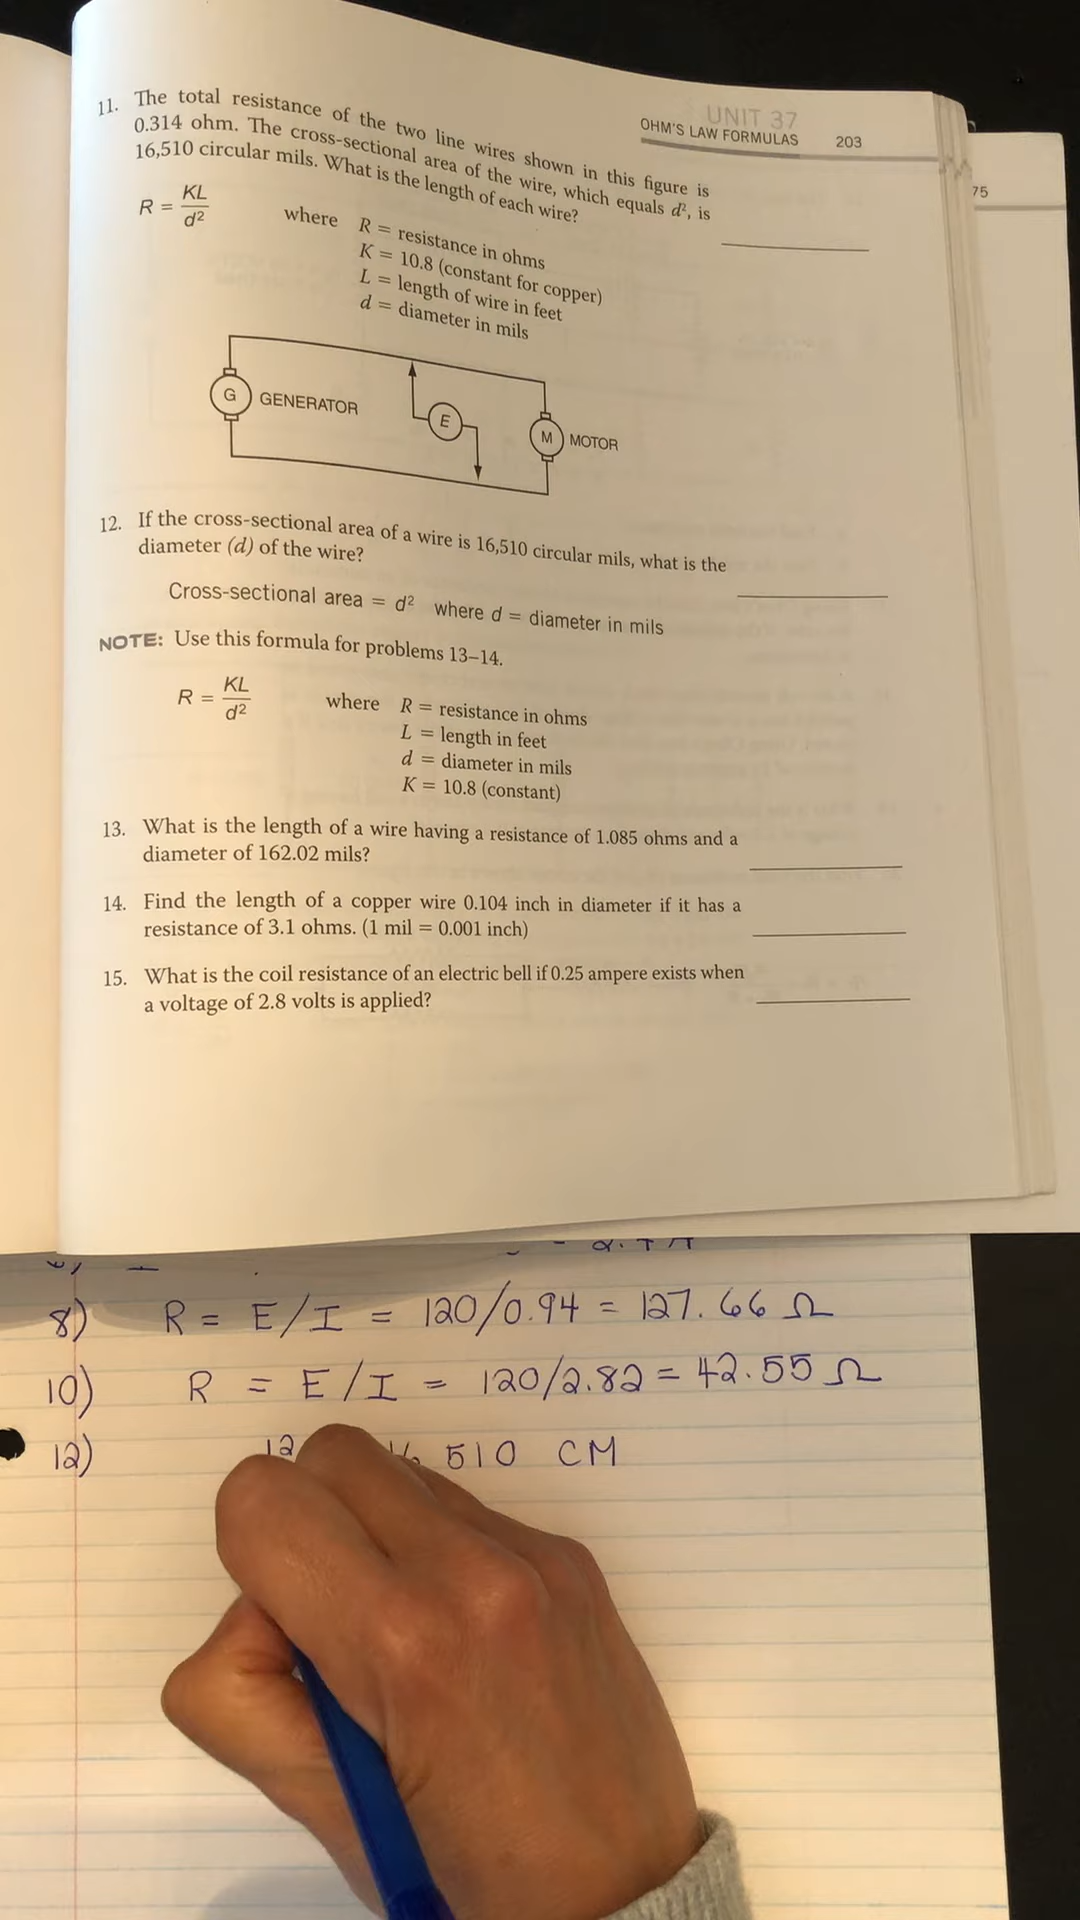 UNIT 37
OHM'S LAW FORMULAS 203
75
11. The total resistance of the two line wires shown in this figure is
0.314 ohm. The cross-sectional area of the wire, which equals d², is
16,510 circular mils. What is the length of each wire?
R = KL/d² where R = resistance in ohms
K = 10.8 (constant for copper)
L = length of wire in feet
d = diameter in mils
G GENERATOR
E
M MOTOR
12. If the cross-sectional area of a wire is 16,510 circular mils, what is the
diameter (d) of the wire?
Cross-sectional area = d² where d = diameter in mils
NOTE: Use this formula for problems 13–14.
R = KL/d² where R = resistance in ohms
L = length in feet
d = diameter in mils
K = 10.8 (constant)
13. What is the length of a wire having a resistance of 1.085 ohms and a
diameter of 162.02 mils?
14. Find the length of a copper wire 0.104 inch in diameter if it has a
resistance of 3.1 ohms. (1 mil = 0.001 inch)
15. What is the coil resistance of an electric bell if 0.25 ampere exists when
a voltage of 2.8 volts is applied?
8) R = E/I = 120/0.94 = 127.66 Ω
10) R = E/I = 120/2.82 = 42.55 Ω
12) 510 CM